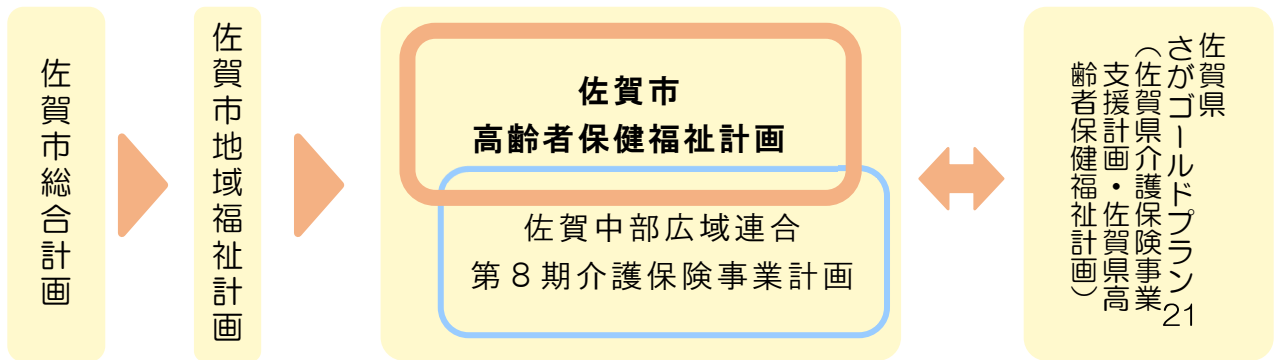 佐賀市総合計画
佐賀市地域福祉計画
佐賀市
高齢者保健福祉計画
佐賀中部広域連合
第８期介護保険事業計画
佐賀県
さがゴールドプラン21
（佐賀県介護保険事業
支援計画・佐賀県高
齢者保健福祉計画）